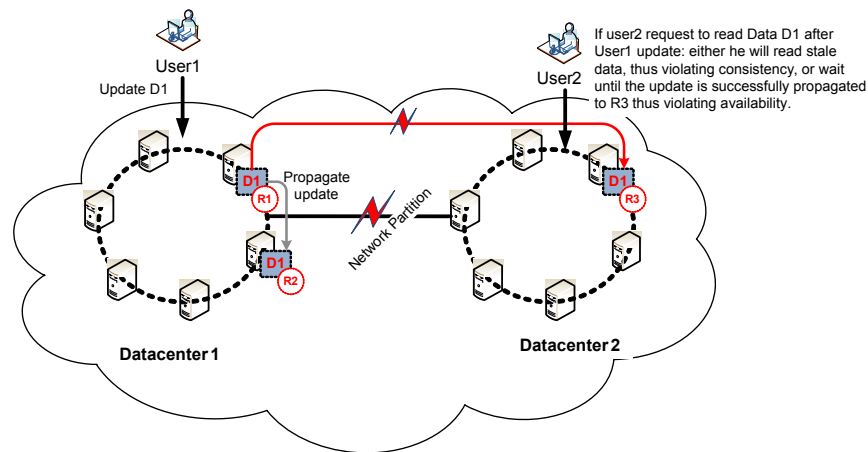 User1
Update D1
If user2 request to read Data D1 after
User1 update: either he will read stale
data, thus violating consistency, or wait
until the update is successfully propagated
to R3 thus violating availability.
User2
D1
R1
Propagate
update
D1
R2
Network Partition
D1
R3
Datacenter 1
Datacenter 2